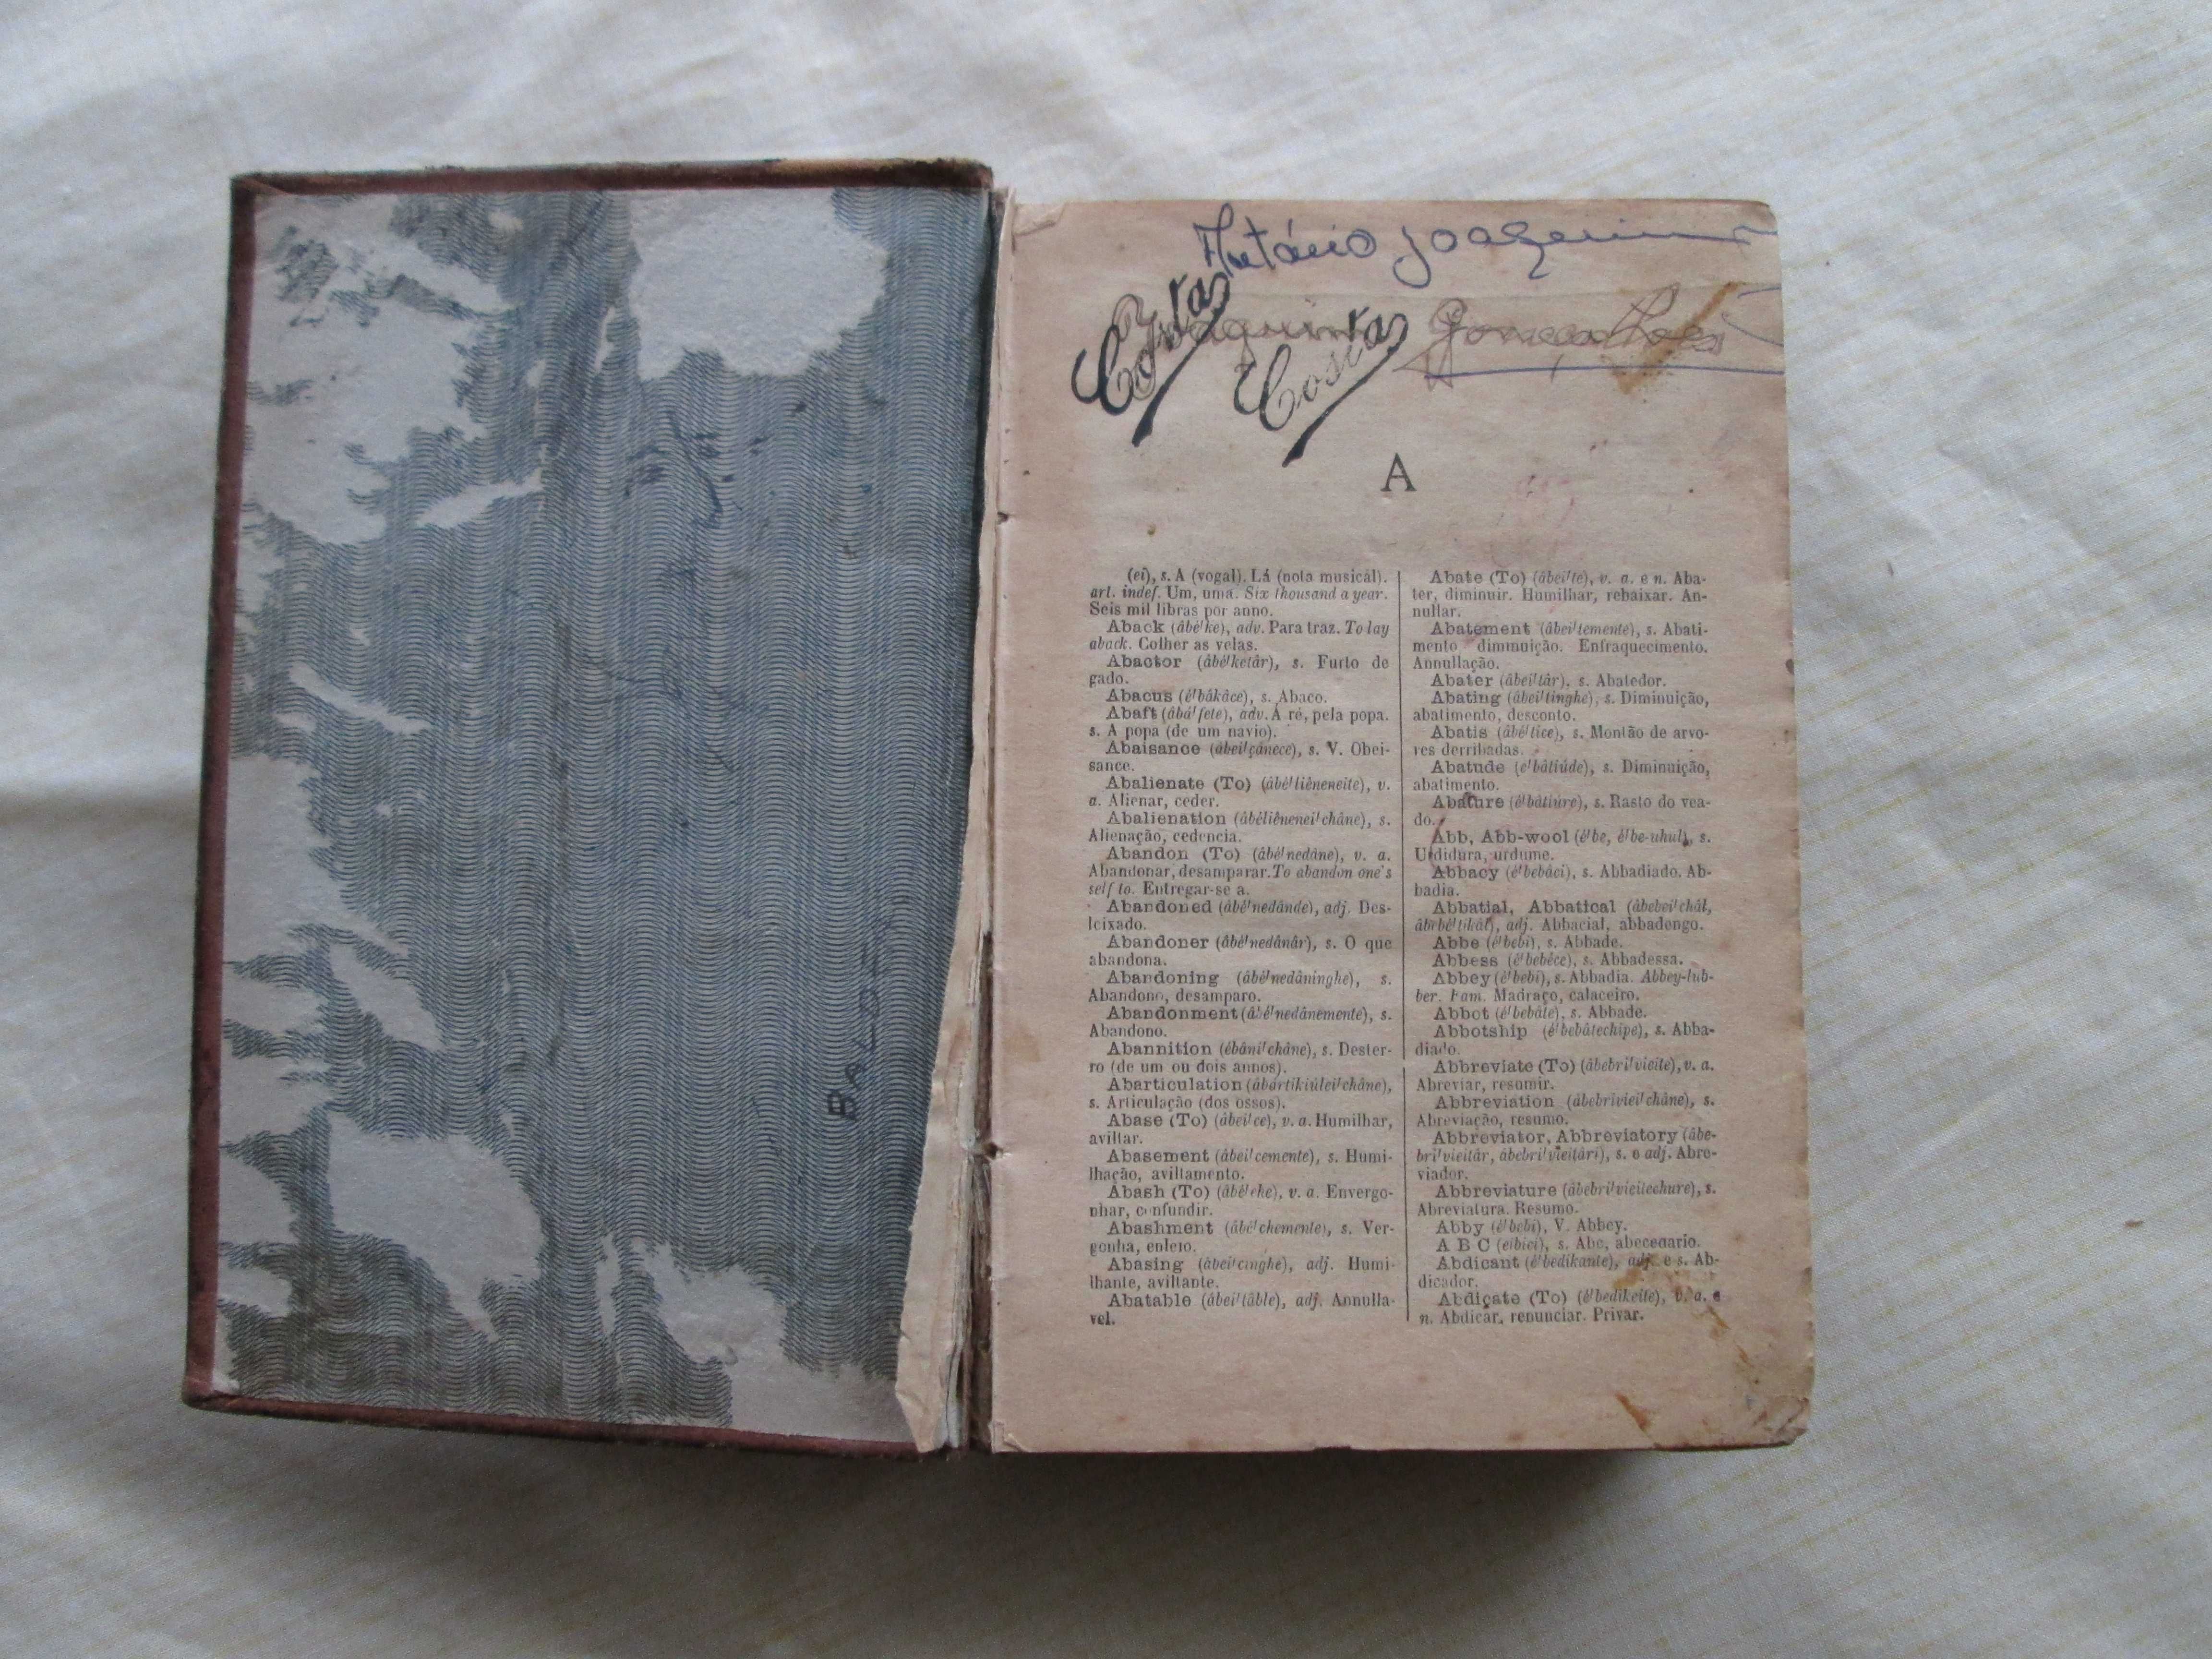 António Joaquim
Joaquim Gonçalves
Costa
Costa
A
(ei), s. A (vogal). Lá (nota musical).
art. indef. Um, uma. Six thousand a year.
Seis mil libras por anno.
Aback (âbé'ke), adv. Para traz. To lay
aback. Colher as velas.
Abactor (âbé'ketâr), s. Furto de
gado.
Abacus (é'bâkâce), s. Abaco.
Abaft (âbá'fete), adv. Á ré, pela popa.
s. A popa (de um navio).
Abaisance (âbei'çânece), s. V. Obei-
sance.
Abalienate (To) (âbé'liêneneite), v.
a. Alienar, ceder.
Abalienation (âbéliênenei'châne), s.
Alienação, cedencia.
Abandon (To) (âbé'nedâne), v. a.
Abandonar, desamparar. To abandon one's
self to. Entregar-se a.
Abandoned (âbé'nedânde), adj. Des-
leixado.
Abandoner (âbé'nedânâr), s. O que
abandona.
Abandoning (âbé'nedâninghe), s.
Abandono, desamparo.
Abandonment (âbé'nedânemente), s.
Abandono.
Abannition (ébâni'châne), s. Dester-
ro (de um ou dois annos).
Abarticulation (âbártikiúlei'châne),
s. Articulação (dos ossos).
Abase (To) (âbei'ce), v. a. Humilhar,
aviltar.
Abasement (âbei'cemente), s. Humi-
lhação, aviltamento.
Abash (To) (âbé'che), v. a. Envergo-
nhar, confundir.
Abashment (âbé'chemente), s. Ver-
gonha, enleio.
Abasing (âbei'cinghe), adj. Humi-
lhante, aviltante.
Abatable (âbei'tâble), adj. Annulla-
vel.
Abate (To) (âbei'te), v. a. e n. Aba-
ter, diminuir. Humilhar, rebaixar. An-
nullar.
Abatement (âbei'temente), s. Abati-
mento diminuição. Enfraquecimento.
Annullação.
Abater (âbei'târ), s. Abatedor.
Abating (âbei'tinghe), s. Diminuição,
abatimento, desconto.
Abatis (âbé'tice), s. Montão de arvo-
res derribadas.
Abatude (é'bâtiúde), s. Diminuição,
abatimento.
Abature (é'bâtiúre), s. Rasto do vea-
do.
Abb, Abb-wool (é'be, é'be-uhul), s.
Urdidura, urdume.
Abbacy (é'bebâci), s. Abbadiado. Ab-
badia.
Abbatial, Abbatical (âbebei'châl,
âbebé'tikâl), adj. Abbacial, abbadengo.
Abbe (é'bebi), s. Abbade.
Abbess (é'bebéce), s. Abbadessa.
Abbey (é'bebi), s. Abbadia. Abbey-lub-
ber. Fam. Madraço, calaceiro.
Abbot (é'bebâte), s. Abbade.
Abbotship (é'bebâtechipe), s. Abba-
diado.
Abbreviate (To) (âbebri'vieite), v. a.
Abreviar, resumir.
Abbreviation (âbebriviei'châne), s.
Abreviação, resumo.
Abbreviator, Abbreviatory (âbe-
bri'vieitâr, âbebri'vieitâri), s. e adj. Abre-
viador.
Abbreviature (âbebri'vieitechure), s.
Abreviatura. Resumo.
Abby (é'bebi), V. Abbey.
A B C (eibici), s. Abc, abecedario.
Abdicant (é'bedikante), adj. e s. Ab-
dicador.
Abdicate (To) (é'bedikeite), v. a. e
n. Abdicar, renunciar. Privar.